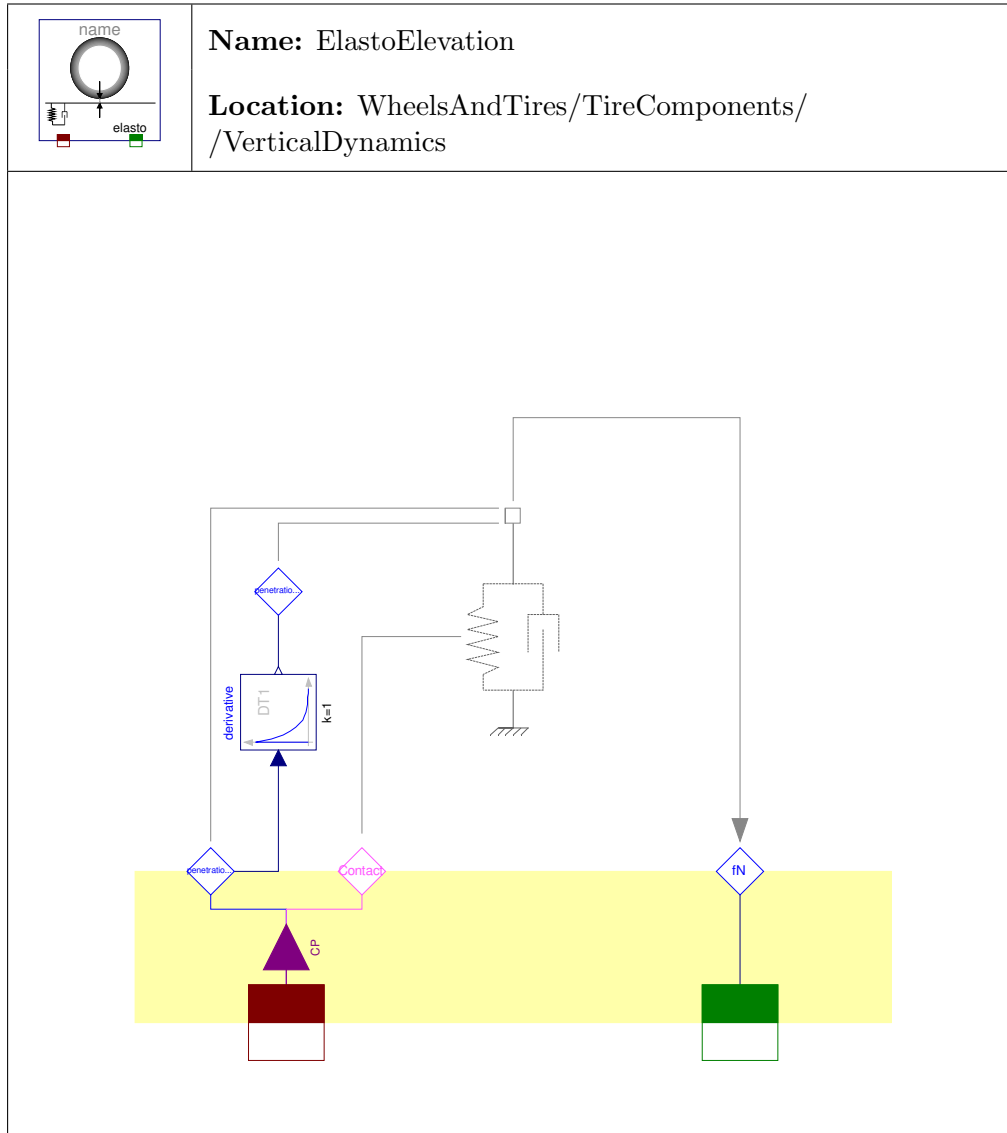 name
elasto
Name: ElastoElevation
Location: WheelsAndTires/TireComponents/
/VerticalDynamics
penetratio...
derivative
DT1
k=1
penetratio...
Contact
fN
CP